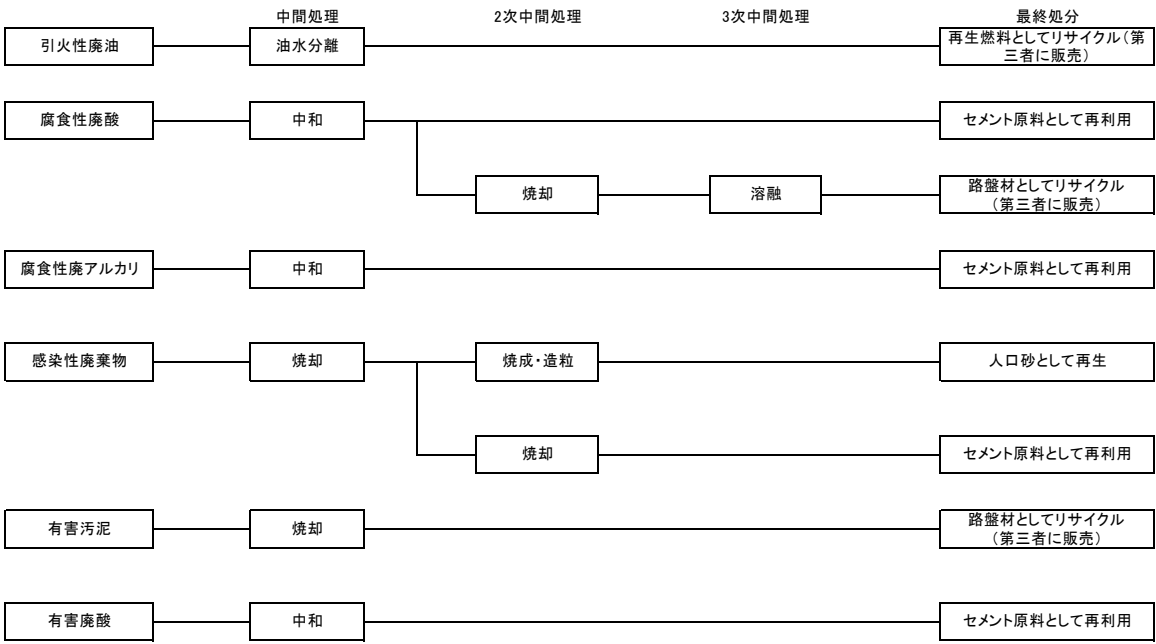 中間処理 2次中間処理 3次中間処理 最終処分
引火性廃油 油水分離 再生燃料としてリサイクル(第
三者に販売)
腐食性廃酸 中和 セメント原料として再利用
焼却 溶融 路盤材としてリサイクル
(第三者に販売)
腐食性廃アルカリ 中和 セメント原料として再利用
感染性廃棄物 焼却 焼成・造粒 人口砂として再生
焼却 セメント原料として再利用
有害汚泥 焼却 路盤材としてリサイクル
(第三者に販売)
有害廃酸 中和 セメント原料として再利用